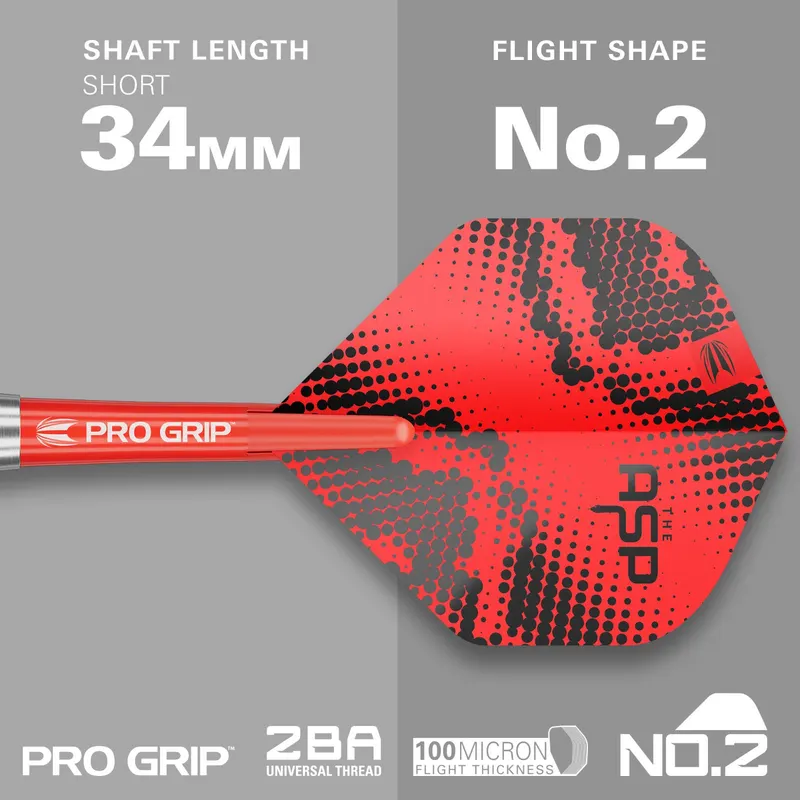 SHAFT LENGTH
SHORT
34MM
FLIGHT SHAPE
No.2
PRO GRIP
THE
ASP
PRO GRIP™
2BA
UNIVERSAL THREAD
100MICRON
FLIGHT THICKNESS
NO.2